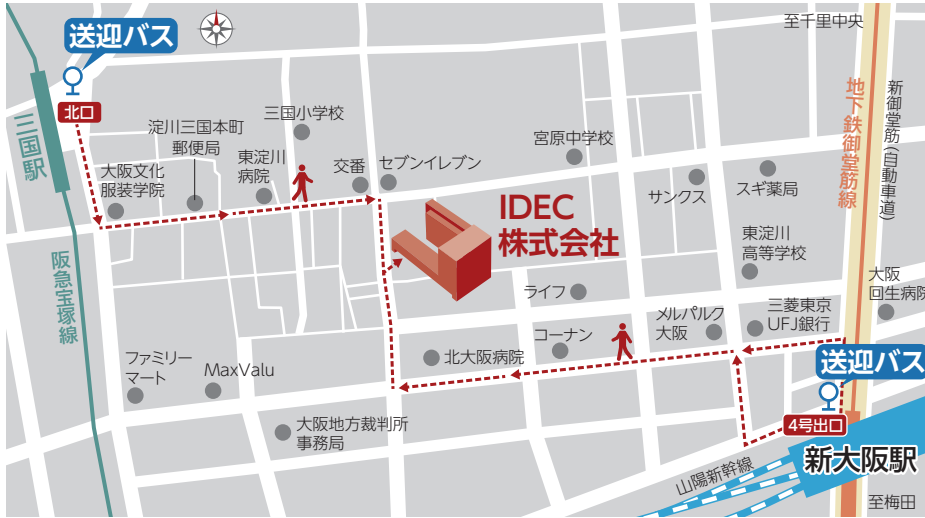 送迎バス
北口
三国駅
阪急宝塚線
大阪文化
服装学院
淀川三国本町
郵便局
東淀川
病院
三国小学校
交番
セブンイレブン
宮原中学校
サンクス
スギ薬局
至千里中央
地下鉄御堂筋線
新御堂筋(自動車道)
IDEC
株式会社
東淀川
高等学校
大阪
回生病院
ライフ
メルパルク
大阪
三菱東京
UFJ銀行
コーナン
北大阪病院
ファミリー
マート
MaxValu
大阪地方裁判所
事務局
送迎バス
4号出口
新大阪駅
山陽新幹線
至梅田